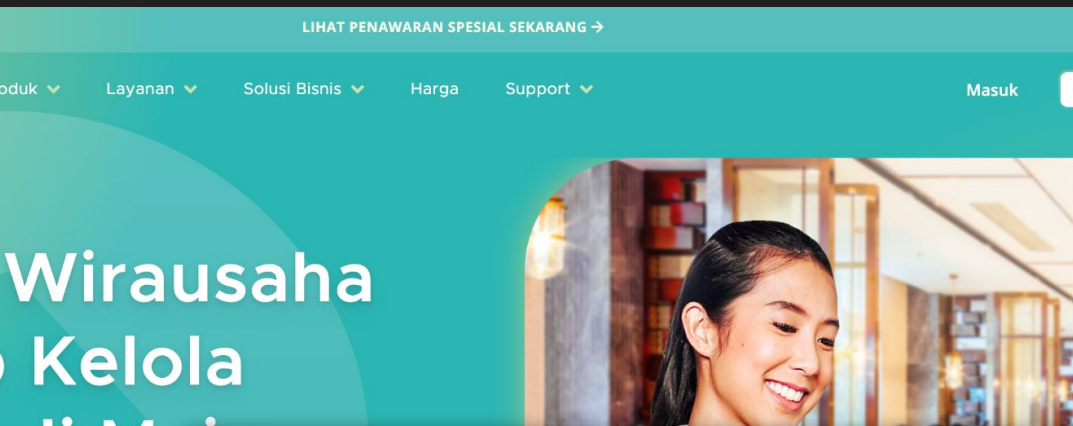 LIHAT PENAWARAN SPESIAL SEKARANG →
oduk Layanan Solusi Bisnis Harga Support Masuk
Wirausaha
Kelola